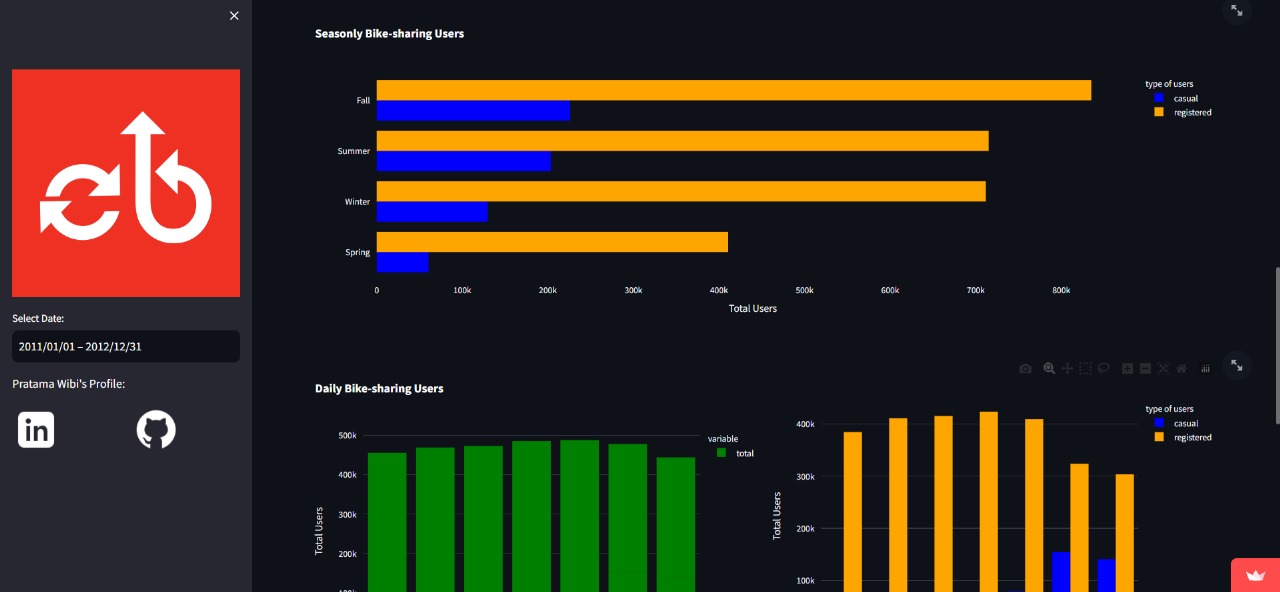 Select Date:
2011/01/01 – 2012/12/31
Pratama Wibi's Profile:
in
Seasonly Bike-sharing Users
type of users
casual
registered
Fall
Summer
Winter
Spring
0 100k 200k 300k 400k 500k 600k 700k 800k
Total Users
Daily Bike-sharing Users
variable
total
500k
400k
300k
200k
100k
Total Users
type of users
casual
registered
400k
300k
200k
100k
Total Users